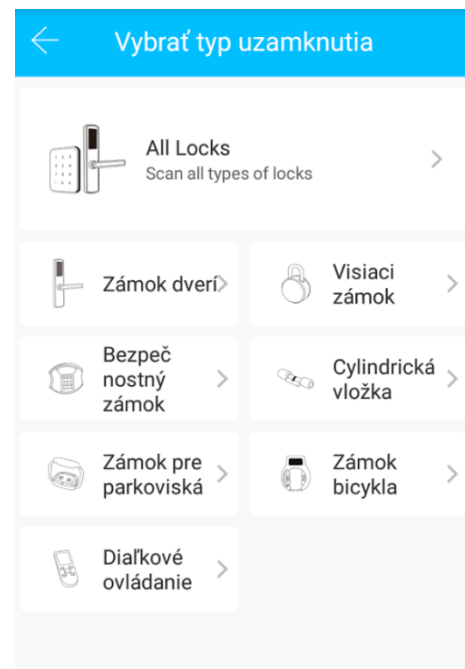 Vybrať typ uzamknutia
All Locks
Scan all types of locks
Zámok dverí
Visiaci
zámok
Bezpeč
nostný
zámok
Cylindrická
vložka
Zámok pre
parkoviská
Zámok
bicykla
Diaľkové
ovládanie